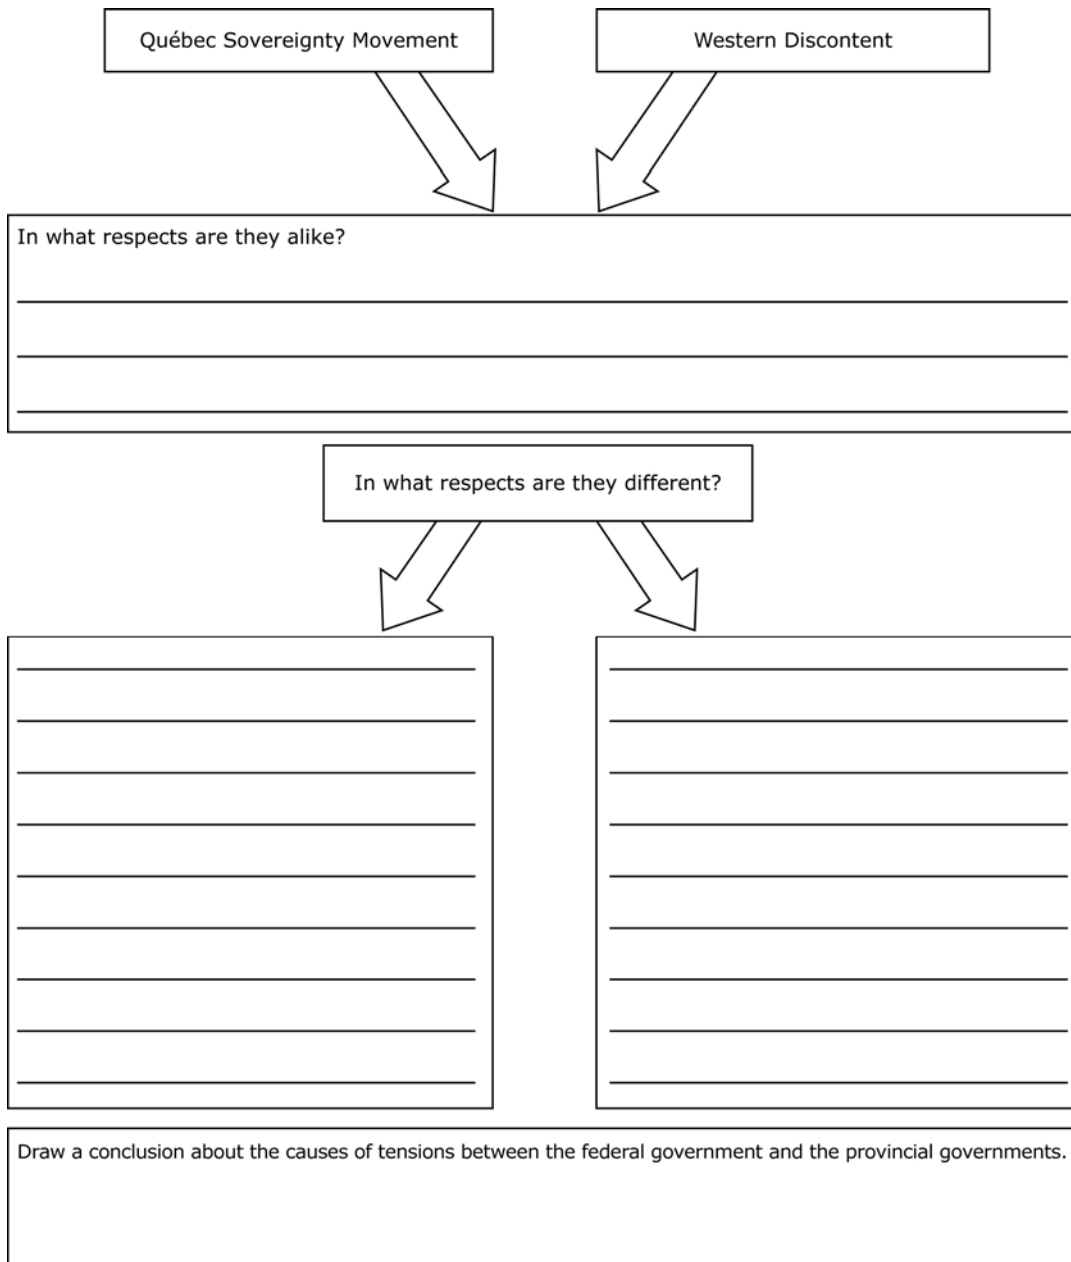 Québec Sovereignty Movement
Western Discontent
In what respects are they alike?
In what respects are they different?
Draw a conclusion about the causes of tensions between the federal government and the provincial governments.